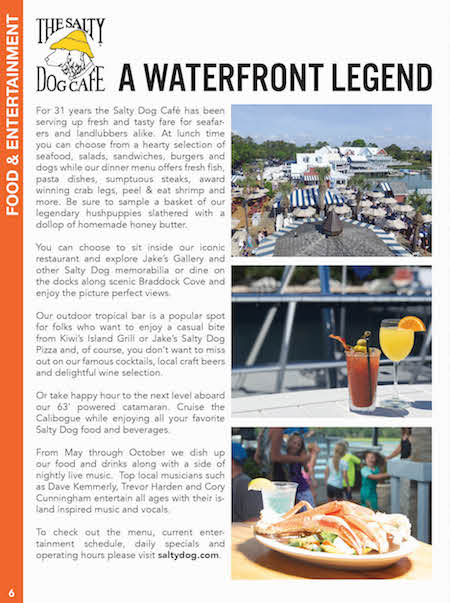 FOOD & ENTERTAINMENT
THE SALTY
DOG CAFE
A WATERFRONT LEGEND
For 31 years the Salty Dog Café has been
serving up fresh and tasty fare for seafar-
ers and landlubbers alike. At lunch time
you can choose from a hearty selection of
seafood, salads, sandwiches, burgers and
dogs while our dinner menu offers fresh fish,
pasta dishes, sumptuous steaks, award
winning crab legs, peel & eat shrimp and
more. Be sure to sample a basket of our
legendary hushpuppies slathered with a
dollop of homemade honey butter.
You can choose to sit inside our iconic
restaurant and explore Jake's Gallery and
other Salty Dog memorabilia or dine on
the docks along scenic Braddock Cove and
enjoy the picture perfect views.
Our outdoor tropical bar is a popular spot
for folks who want to enjoy a casual bite
from Kiwi's Island Grill or Jake's Salty Dog
Pizza and, of course, you don't want to miss
out on our famous cocktails, local craft beers
and delightful wine selection.
Or take happy hour to the next level aboard
our 63' powered catamaran. Cruise the
Calibogue while enjoying all your favorite
Salty Dog food and beverages.
From May through October we dish up
our food and drinks along with a side of
nightly live music. Top local musicians such
as Dave Kemmerly, Trevor Harden and Cory
Cunningham entertain all ages with their is-
land inspired music and vocals.
To check out the menu, current enter-
tainment schedule, daily specials and
operating hours please visit saltydog.com.
6